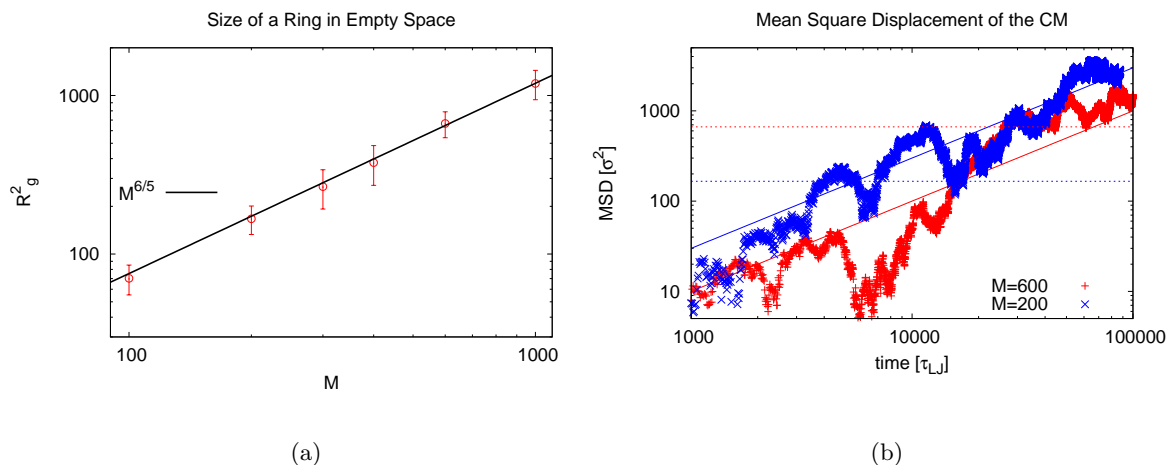 Size of a Ring in Empty Space
R²g
1000
100
M^6/5
100
1000
M
(a)
Mean Square Displacement of the CM
MSD [σ²]
1000
100
10
M=600
M=200
1000
10000
100000
time [τLJ]
(b)